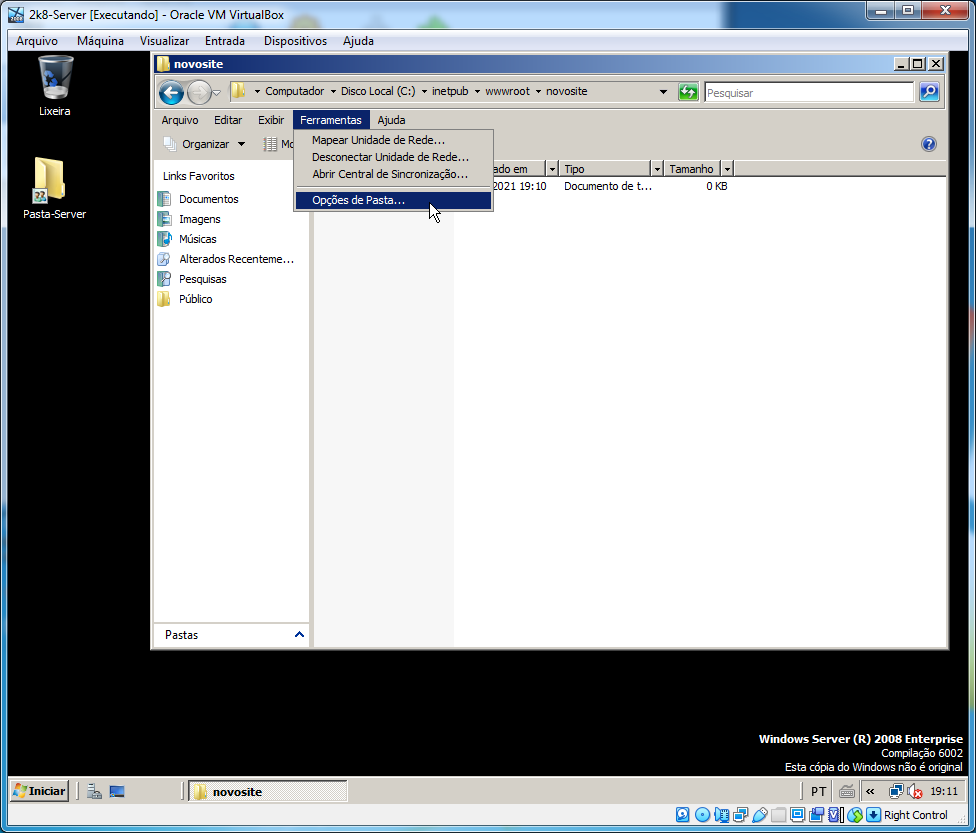 2k8-Server [Executando] - Oracle VM VirtualBox
Arquivo Máquina Visualizar Entrada Dispositivos Ajuda
Lixeira
Pasta-Server
novosite
Computador Disco Local (C:) inetpub wwwroot novosite
Pesquisar
Arquivo Editar Exibir Ferramentas Ajuda
Organizar
Mapear Unidade de Rede...
Desconectar Unidade de Rede...
Abrir Central de Sincronização...
Opções de Pasta...
Links Favoritos
Documentos
Imagens
Músicas
Alterados Recenteme...
Pesquisas
Público
Pastas
em Tipo Tamanho
2021 19:10 Documento de t... 0 KB
Windows Server (R) 2008 Enterprise
Compilação 6002
Esta cópia do Windows não é original
Iniciar
novosite
PT
«
19:11
Right Control